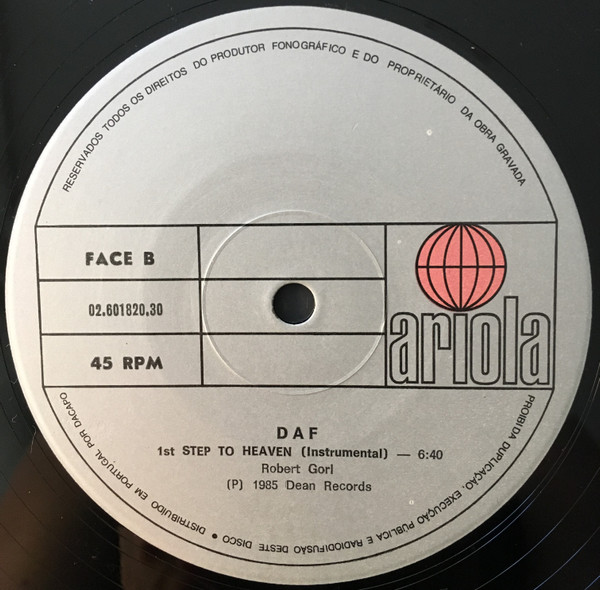 RESERVADOS TODOS OS DIREITOS DO PRODUTOR FONOGRÁFICO E DO PROPRIETÁRIO DA OBRA GRAVADA
FACE B
02.601820.30
45 RPM
ariola
DAF
1st STEP TO HEAVEN (Instrumental) — 6:40
Robert Gorl
(P) 1985 Dean Records
PROIBIDA DUPLICAÇÃO, EXECUÇÃO PÚBLICA E RADIODIFUSÃO DESTE DISCO • DISTRIBUIDO EM PORTUGAL POR DACAPO